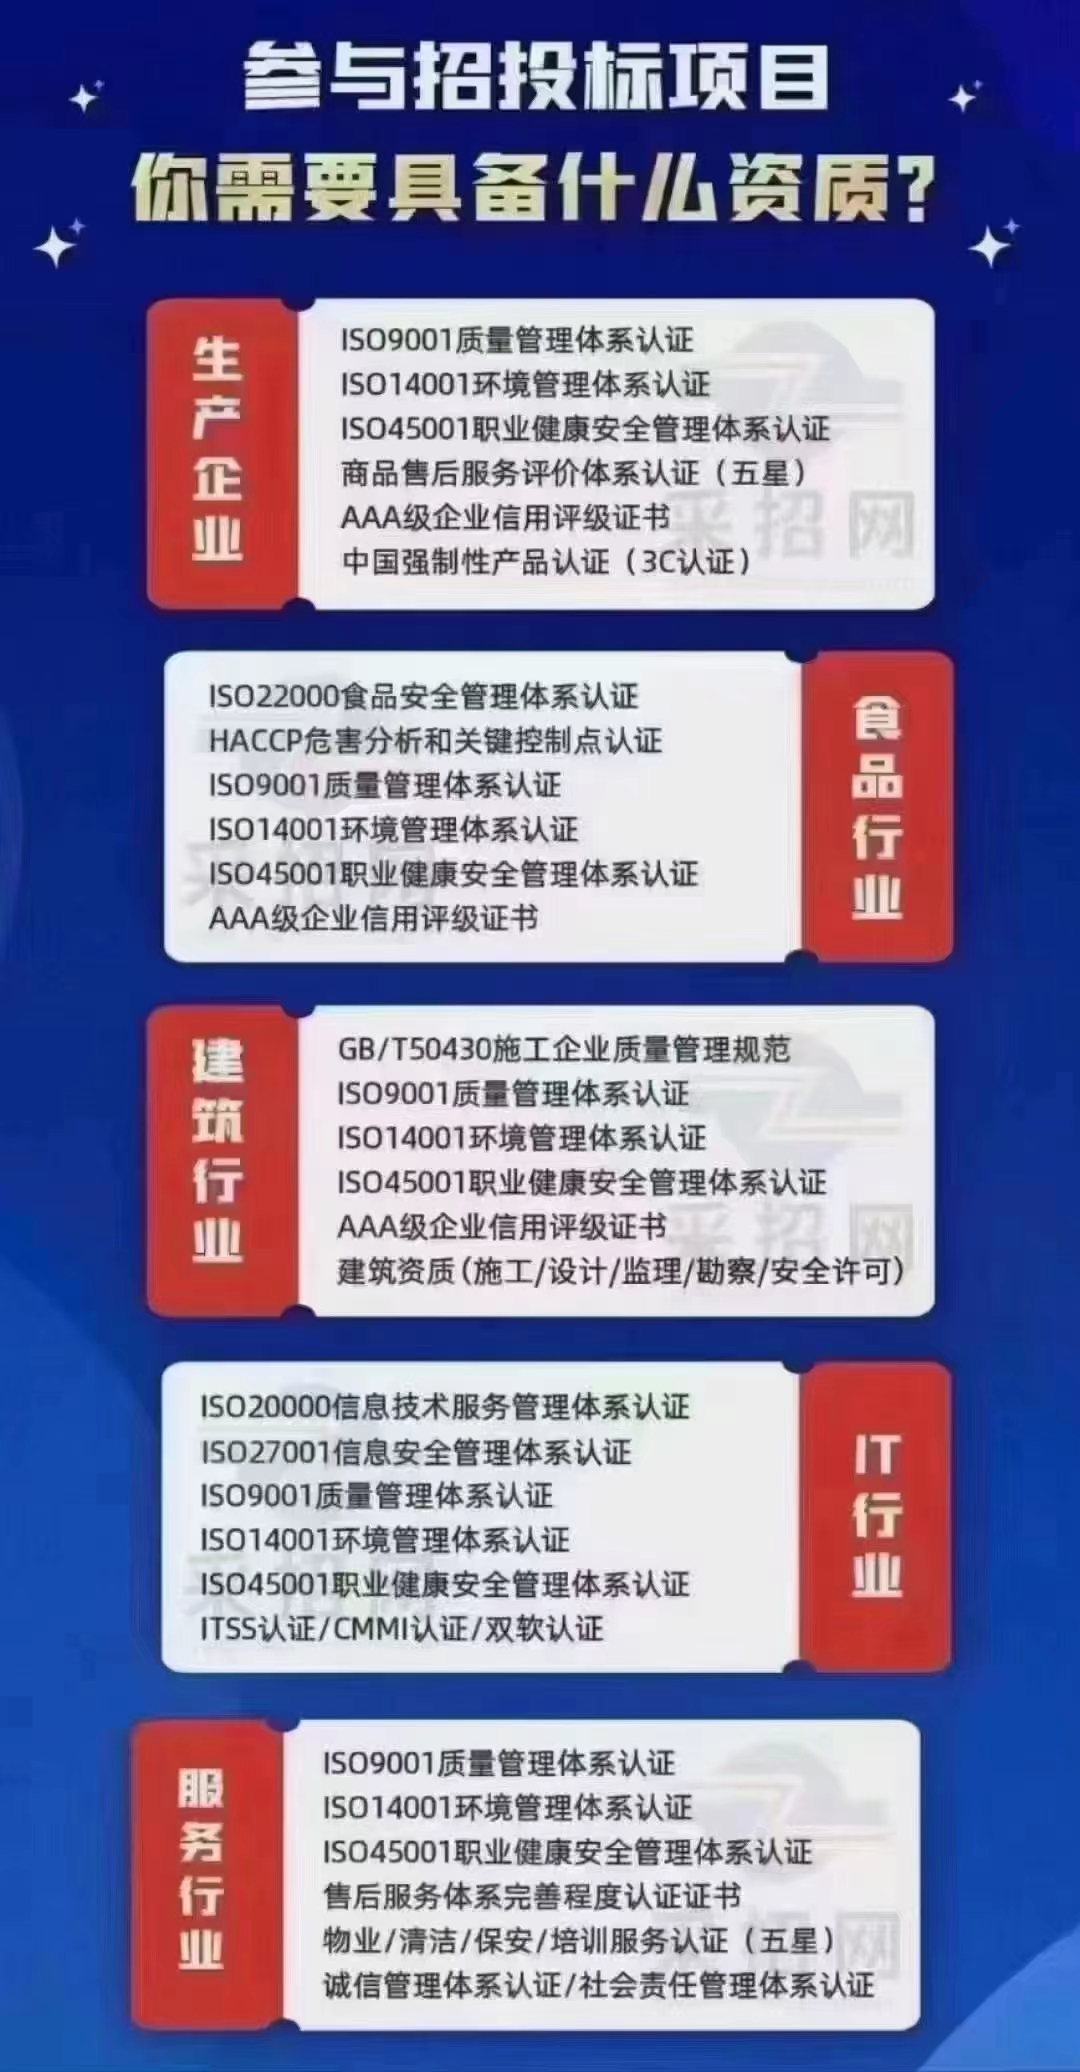 参与招投标项目
你需要具备什么资质?
生产企业
ISO9001质量管理体系认证
ISO14001环境管理体系认证
ISO45001职业健康安全管理体系认证
商品售后服务评价体系认证（五星）
AAA级企业信用评级证书
中国强制性产品认证（3C认证）
采招网
食品行业
ISO22000食品安全管理体系认证
HACCP危害分析和关键控制点认证
ISO9001质量管理体系认证
ISO14001环境管理体系认证
ISO45001职业健康安全管理体系认证
AAA级企业信用评级证书
采招网
建筑行业
GB/T50430施工企业质量管理规范
ISO9001质量管理体系认证
ISO14001环境管理体系认证
ISO45001职业健康安全管理体系认证
AAA级企业信用评级证书
建筑资质(施工/设计/监理/勘察/安全许可)
采招网
IT行业
ISO20000信息技术服务管理体系认证
ISO27001信息安全管理体系认证
ISO9001质量管理体系认证
ISO14001环境管理体系认证
ISO45001职业健康安全管理体系认证
ITSS认证/CMMI认证/双软认证
采招网
服务行业
ISO9001质量管理体系认证
ISO14001环境管理体系认证
ISO45001职业健康安全管理体系认证
售后服务体系完善程度认证证书
物业/清洁/保安/培训服务认证（五星）
诚信管理体系认证/社会责任管理体系认证
采招网